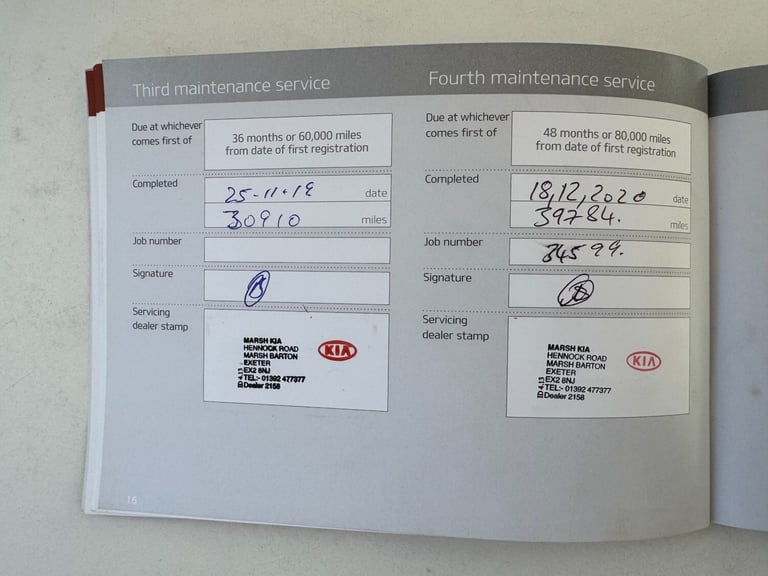 Third maintenance service
Due at whichever
comes first of
36 months or 60,000 miles
from date of first registration
Completed
25-11-19 date
30910 miles
Job number
Signature
Servicing
dealer stamp
MARSH KIA
HENNOCK ROAD
MARSH BARTON
EXETER
EX2 8NJ
TEL:- 01392 477377
Dealer 2158
KIA
16
Fourth maintenance service
Due at whichever
comes first of
48 months or 80,000 miles
from date of first registration
Completed
18,12,2020 date
39784. miles
Job number
34599.
Signature
Servicing
dealer stamp
MARSH KIA
HENNOCK ROAD
MARSH BARTON
EXETER
EX2 8NJ
TEL:- 01392 477377
Dealer 2158
KIA